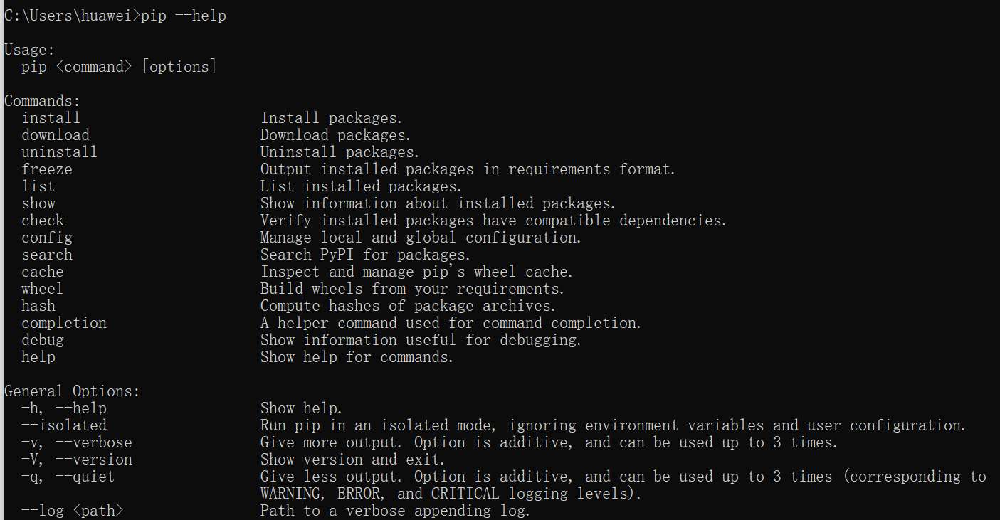 C:\Users\huawei>pip --help
Usage:
pip <command> [options]
Commands:
install Install packages.
download Download packages.
uninstall Uninstall packages.
freeze Output installed packages in requirements format.
list List installed packages.
show Show information about installed packages.
check Verify installed packages have compatible dependencies.
config Manage local and global configuration.
search Search PyPI for packages.
cache Inspect and manage pip's wheel cache.
wheel Build wheels from your requirements.
hash Compute hashes of package archives.
completion A helper command used for command completion.
debug Show information useful for debugging.
help Show help for commands.
General Options:
-h, --help Show help.
--isolated Run pip in an isolated mode, ignoring environment variables and user configuration.
-v, --verbose Give more output. Option is additive, and can be used up to 3 times.
-V, --version Show version and exit.
-q, --quiet Give less output. Option is additive, and can be used up to 3 times (corresponding to
WARNING, ERROR, and CRITICAL logging levels).
--log <path> Path to a verbose appending log.